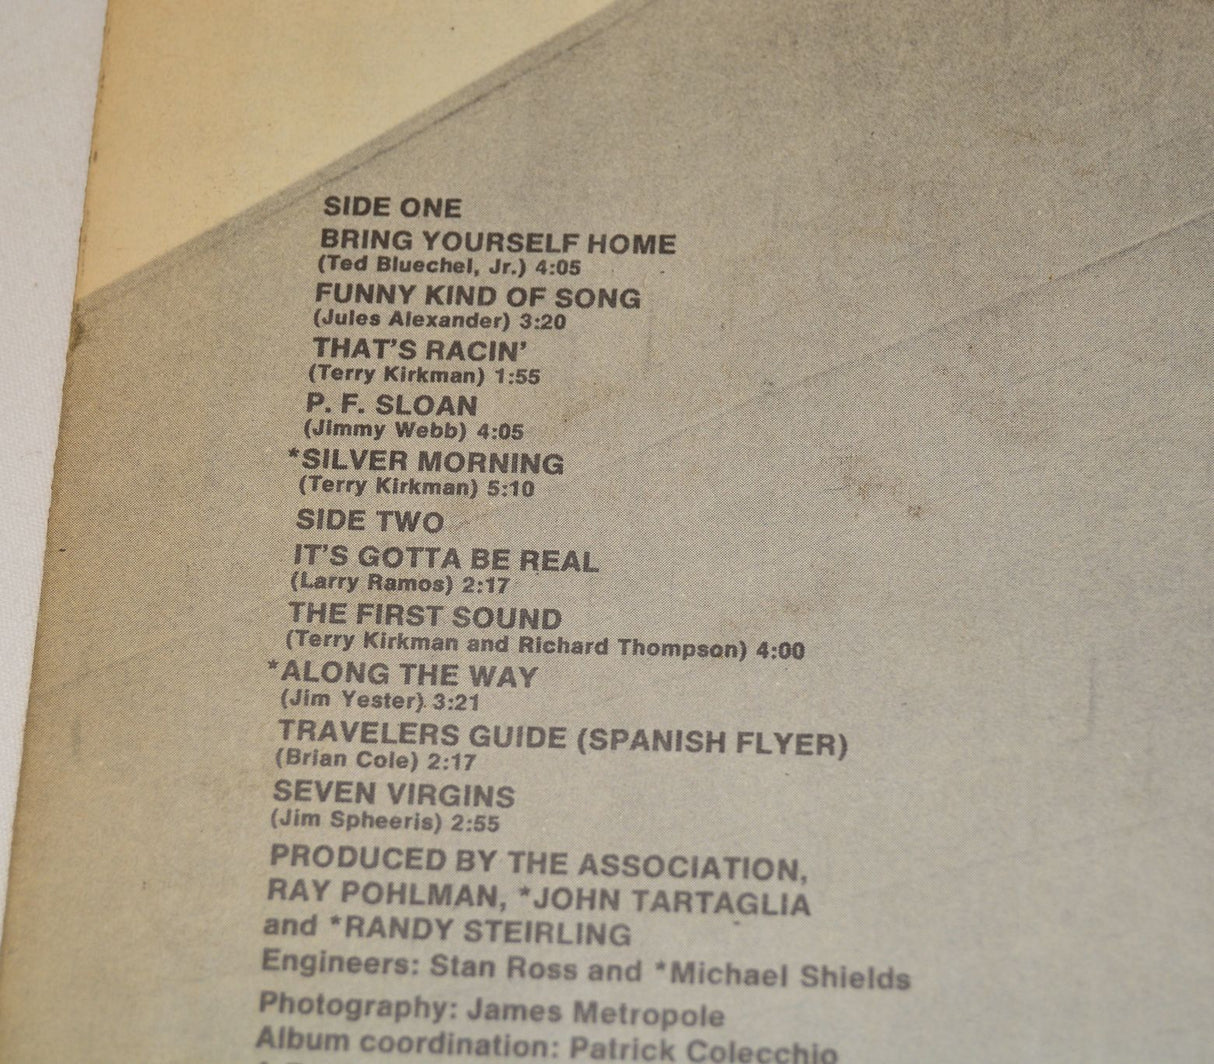 SIDE ONE
BRING YOURSELF HOME
(Ted Bluechel, Jr.) 4:05
FUNNY KIND OF SONG
(Jules Alexander) 3:20
THAT'S RACIN'
(Terry Kirkman) 1:55
P. F. SLOAN
(Jimmy Webb) 4:05
*SILVER MORNING
(Terry Kirkman) 5:10
SIDE TWO
IT'S GOTTA BE REAL
(Larry Ramos) 2:17
THE FIRST SOUND
(Terry Kirkman and Richard Thompson) 4:00
*ALONG THE WAY
(Jim Yester) 3:21
TRAVELERS GUIDE (SPANISH FLYER)
(Brian Cole) 2:17
SEVEN VIRGINS
(Jim Spheeris) 2:55
PRODUCED BY THE ASSOCIATION,
RAY POHLMAN, *JOHN TARTAGLIA
and *RANDY STEIRLING
Engineers: Stan Ross and *Michael Shields
Photography: James Metropole
Album coordination: Patrick Colecchio